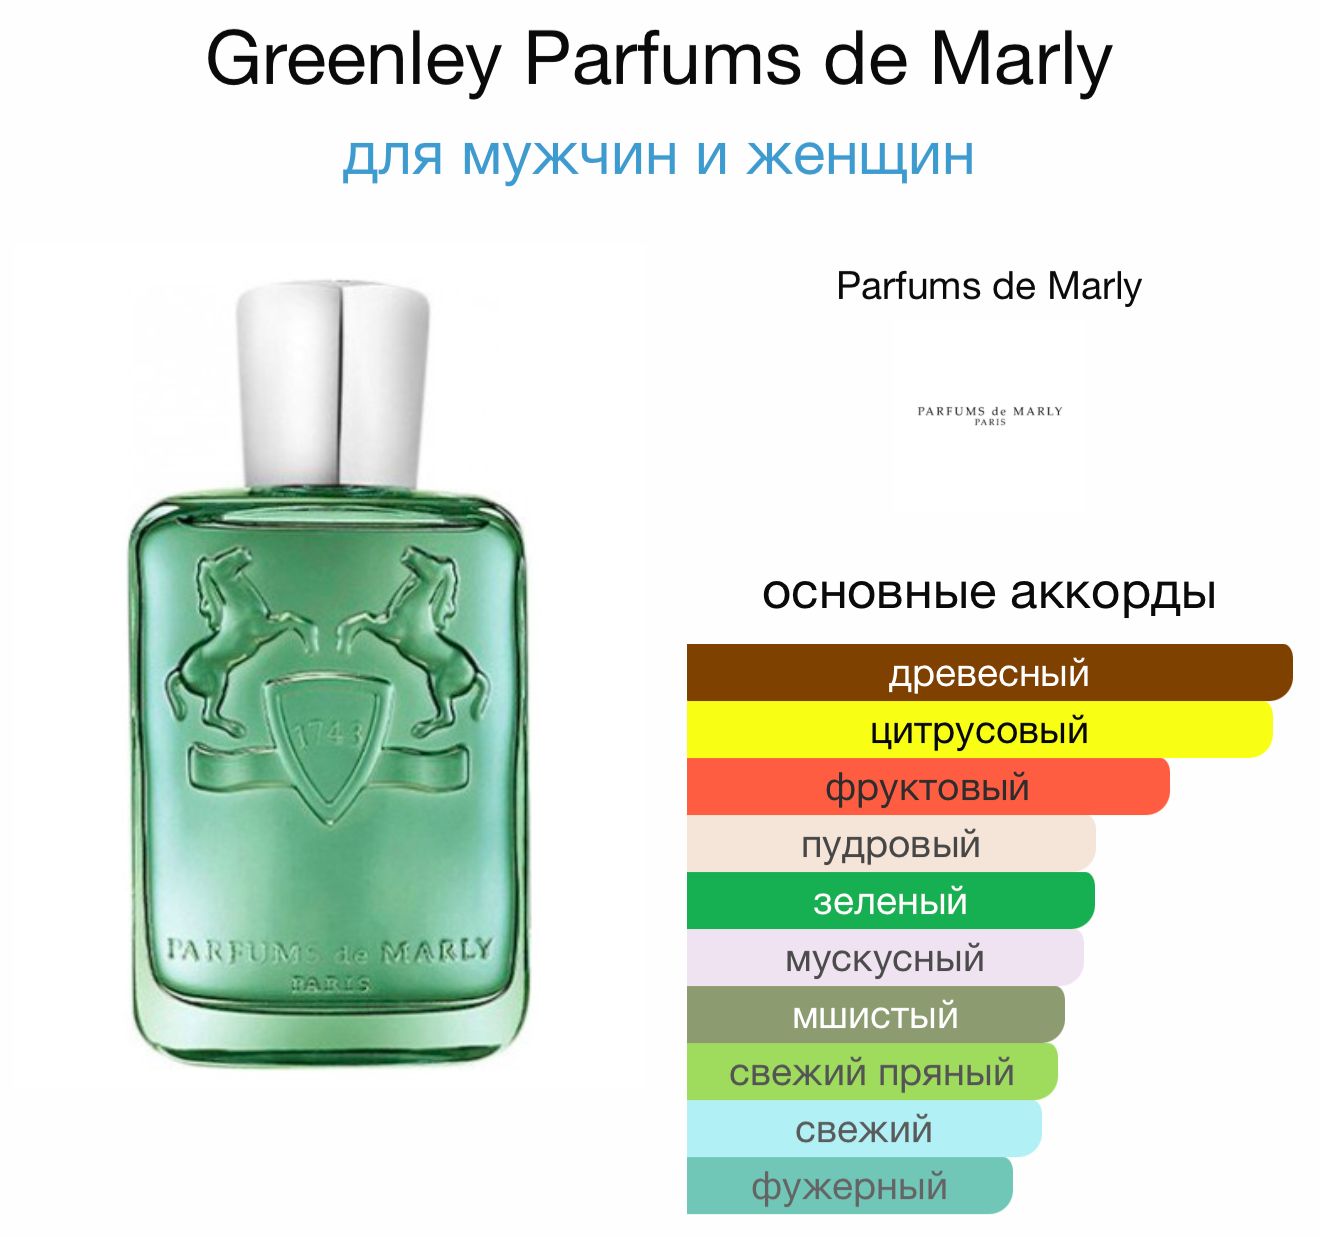 Greenley Parfums de Marly
для мужчин и женщин
Parfums de Marly
PARFUMS de MARLY
PARIS
1743
PARFUMS de MARLY
PARIS
основные аккорды
древесный
цитрусовый
фруктовый
пудровый
зеленый
мускусный
мшистый
свежий пряный
свежий
фужерный